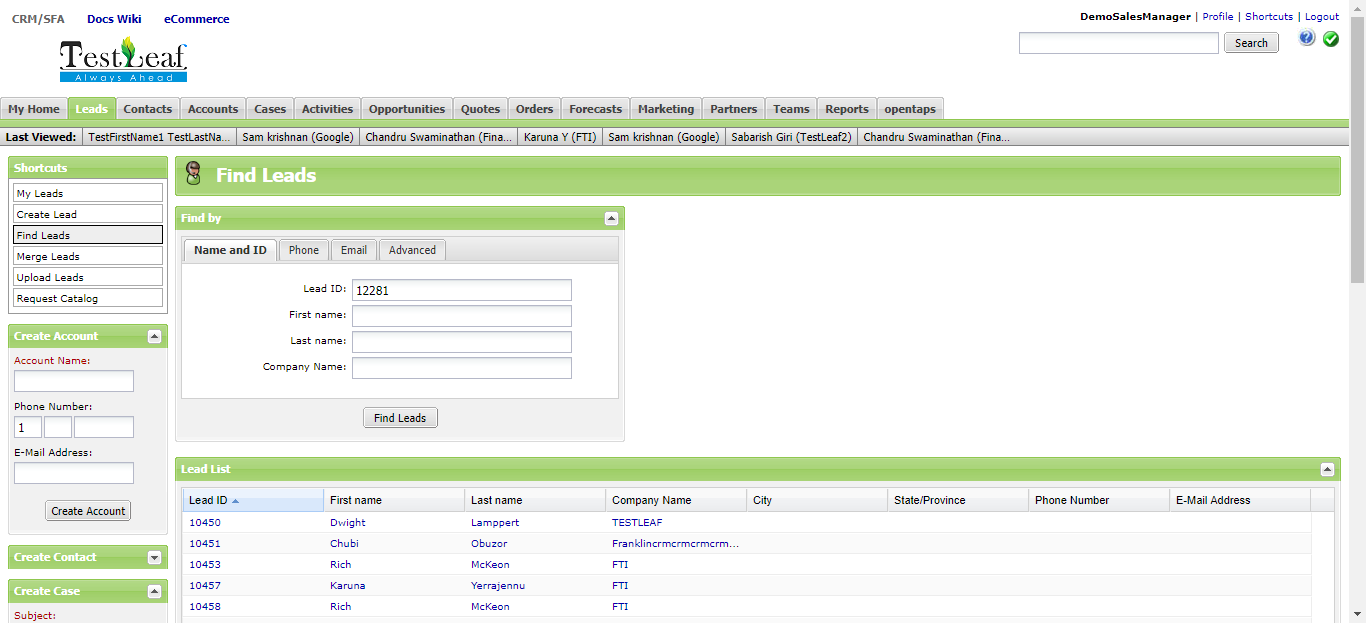 CRM/SFA Docs Wiki eCommerce
DemoSalesManager | Profile | Shortcuts | Logout
TestLeaf
Always Ahead
Search
My Home Leads Contacts Accounts Cases Activities Opportunities Quotes Orders Forecasts Marketing Partners Teams Reports opentaps
Last Viewed: TestFirstName1 TestLastNa... Sam krishnan (Google) Chandru Swaminathan (Fina... Karuna Y (FTI) Sam krishnan (Google) Sabarish Giri (TestLeaf2) Chandru Swaminathan (Fina...
Shortcuts
My Leads
Create Lead
Find Leads
Merge Leads
Upload Leads
Request Catalog
Create Account
Account Name:
Phone Number:
1
E-Mail Address:
Create Account
Create Contact
Create Case
Subject:
Find Leads
Find by
Name and ID Phone Email Advanced
Lead ID: 12281
First name:
Last name:
Company Name:
Find Leads
Lead List
Lead ID First name Last name Company Name City State/Province Phone Number E-Mail Address
10450 Dwight Lamppert TESTLEAF
10451 Chubi Obuzor Franklincrmcrmcrmcrm...
10453 Rich McKeon FTI
10457 Karuna Yerrajennu FTI
10458 Rich McKeon FTI